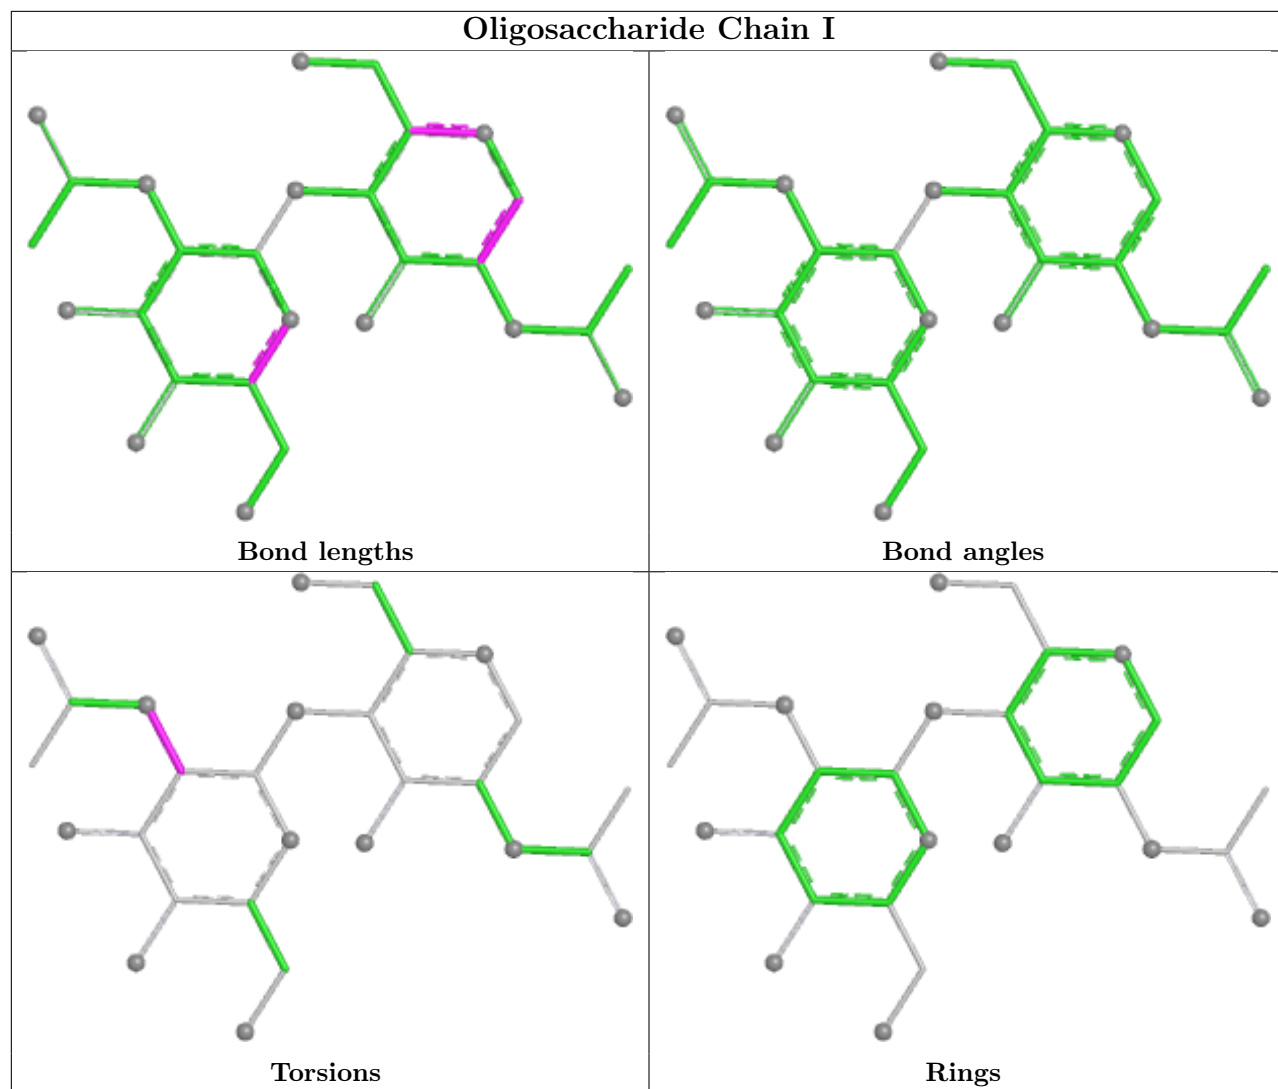 Oligosaccharide Chain I
Bond lengths
Bond angles
Torsions
Rings